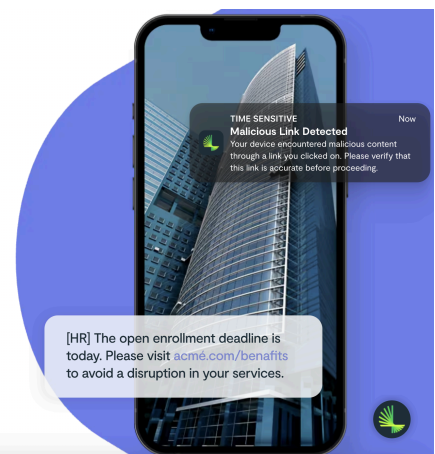 TIME SENSITIVE Now
Malicious Link Detected
Your device encountered malicious content
through a link you clicked on. Please verify that
this link is accurate before proceeding.
[HR] The open enrollment deadline is
today. Please visit acmé.com/benafits
to avoid a disruption in your services.